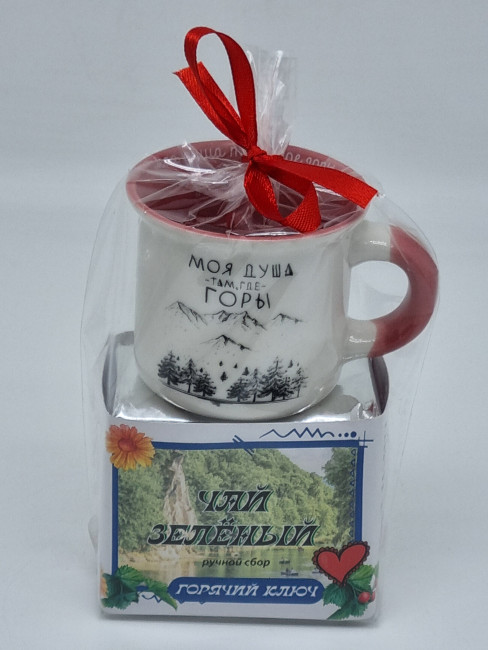 МОЯ ДУША
-ТАМ, ГДЕ-
ГОРЫ
ЧАЙ
ЗЕЛЁНЫЙ
ручной сбор
ГОРЯЧИЙ КЛЮЧ